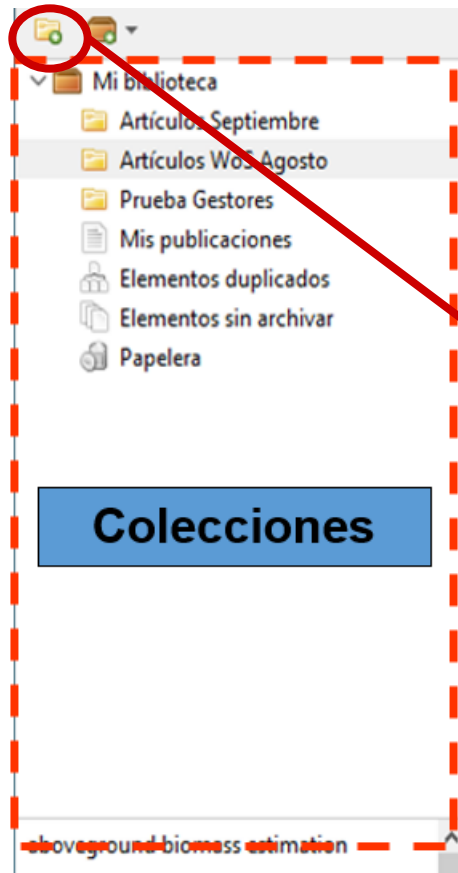 Mi biblioteca
Artículos Septiembre
Artículos WoS Agosto
Prueba Gestores
Mis publicaciones
Elementos duplicados
Elementos sin archivar
Papelera
Colecciones
aboveground biomass estimation